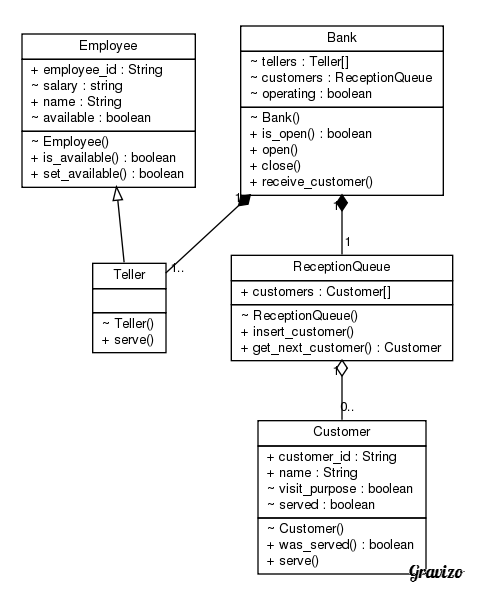 Employee
+ employee_id : String
~ salary : string
+ name : String
~ available : boolean
~ Employee()
+ is_available() : boolean
+ set_available() : boolean
Bank
~ tellers : Teller[]
~ customers : ReceptionQueue
~ operating : boolean
~ Bank()
+ is_open() : boolean
+ open()
+ close()
+ receive_customer()
1
1
1..
1
Teller
~ Teller()
+ serve()
ReceptionQueue
+ customers : Customer[]
~ ReceptionQueue()
+ insert_customer()
+ get_next_customer() : Customer
1
0..
Customer
+ customer_id : String
+ name : String
~ visit_purpose : boolean
~ served : boolean
~ Customer()
+ was_served() : boolean
+ serve()
Gravizo